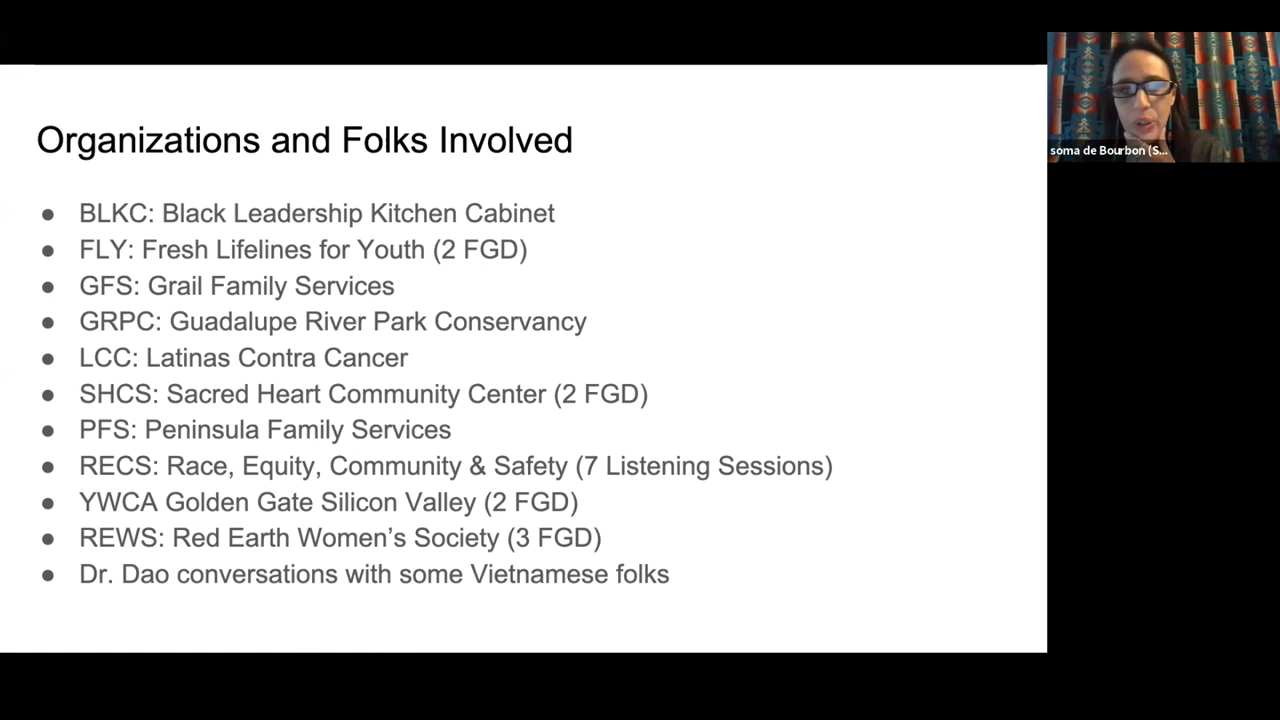 Organizations and Folks Involved
● BLKC: Black Leadership Kitchen Cabinet
● FLY: Fresh Lifelines for Youth (2 FGD)
● GFS: Grail Family Services
● GRPC: Guadalupe River Park Conservancy
● LCC: Latinas Contra Cancer
● SHCS: Sacred Heart Community Center (2 FGD)
● PFS: Peninsula Family Services
● RECS: Race, Equity, Community & Safety (7 Listening Sessions)
● YWCA Golden Gate Silicon Valley (2 FGD)
● REWS: Red Earth Women’s Society (3 FGD)
● Dr. Dao conversations with some Vietnamese folks
soma de Bourbon (S...